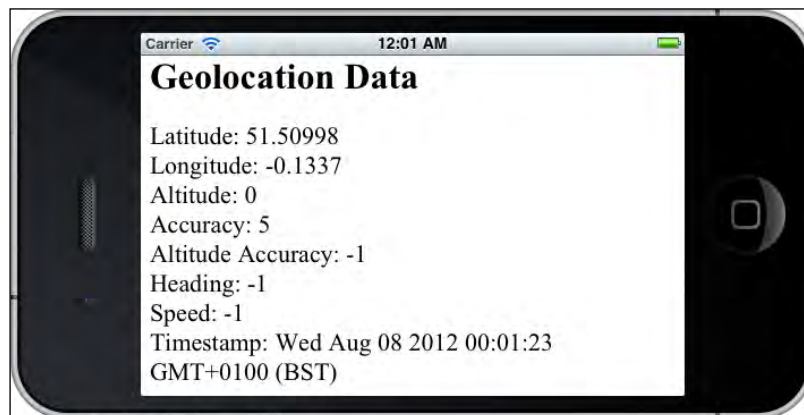 Carrier 12:01 AM
Geolocation Data
Latitude: 51.50998
Longitude: -0.1337
Altitude: 0
Accuracy: 5
Altitude Accuracy: -1
Heading: -1
Speed: -1
Timestamp: Wed Aug 08 2012 00:01:23
GMT+0100 (BST)